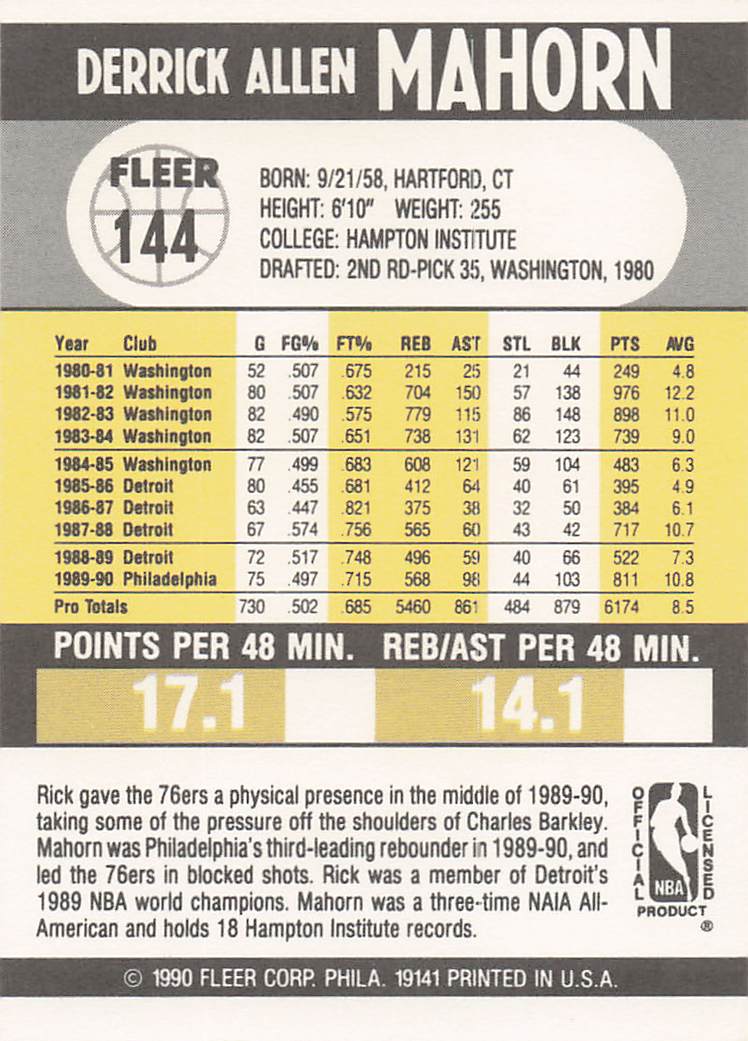 DERRICK ALLEN MAHORN
FLEER
144
BORN: 9/21/58, HARTFORD, CT
HEIGHT: 6'10" WEIGHT: 255
COLLEGE: HAMPTON INSTITUTE
DRAFTED: 2ND RD-PICK 35, WASHINGTON, 1980
Year Club G FG% FT% REB AST STL BLK PTS AVG
1980-81 Washington 52 .507 .675 215 25 21 44 249 4.8
1981-82 Washington 80 .507 .632 704 150 57 138 976 12.2
1982-83 Washington 82 .490 .575 779 115 86 148 898 11.0
1983-84 Washington 82 .507 .651 738 131 62 123 739 9.0
1984-85 Washington 77 .499 .683 608 121 59 104 483 6.3
1985-86 Detroit 80 .455 .681 412 64 40 61 395 4.9
1986-87 Detroit 63 .447 .821 375 38 32 50 384 6.1
1987-88 Detroit 67 .574 .756 565 60 43 42 717 10.7
1988-89 Detroit 72 .517 .748 496 59 40 66 522 7.3
1989-90 Philadelphia 75 .497 .715 568 98 44 103 811 10.8
Pro Totals 730 .502 .685 5460 861 484 879 6174 8.5
POINTS PER 48 MIN. REB/AST PER 48 MIN.
17.1 14.1
Rick gave the 76ers a physical presence in the middle of 1989-90,
taking some of the pressure off the shoulders of Charles Barkley.
Mahorn was Philadelphia's third-leading rebounder in 1989-90, and
led the 76ers in blocked shots. Rick was a member of Detroit's
1989 NBA world champions. Mahorn was a three-time NAIA All-
American and holds 18 Hampton Institute records.
OFFICIAL
LICENSED
NBA
PRODUCT
®
© 1990 FLEER CORP. PHILA. 19141 PRINTED IN U.S.A.